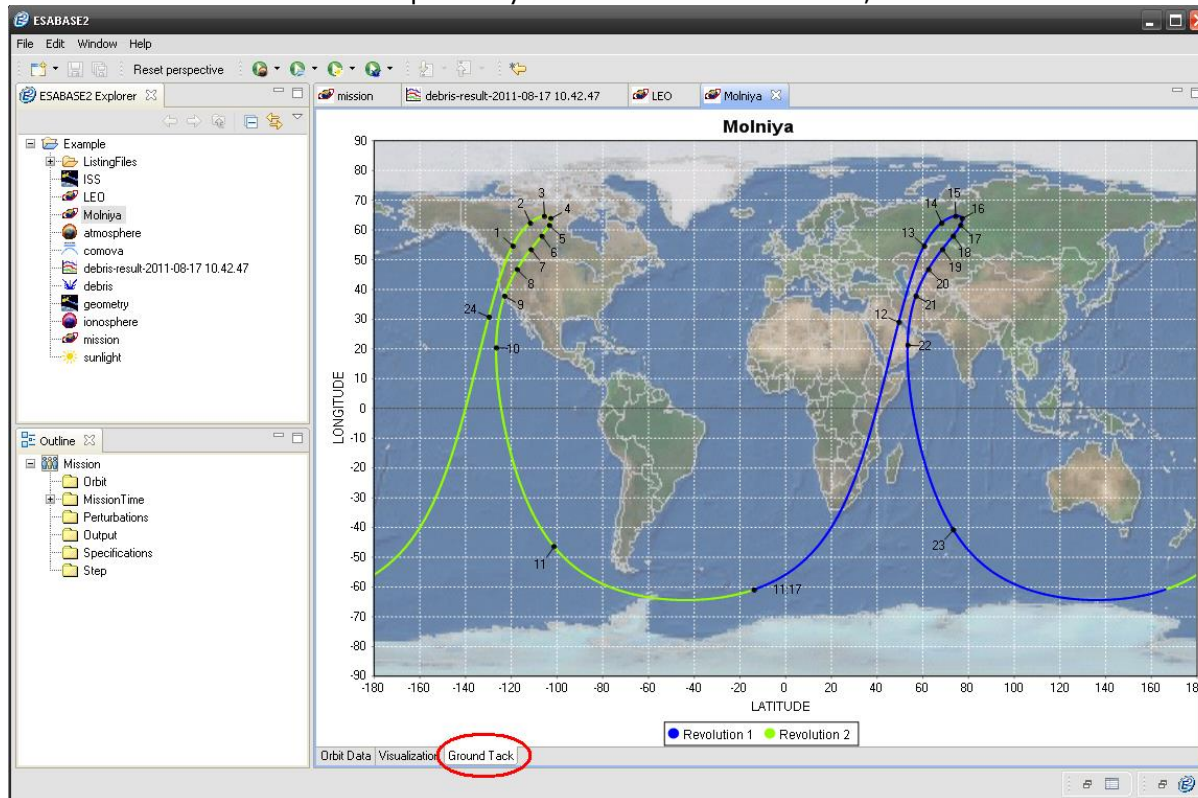 ESABASE2
File Edit Window Help
Reset perspective
ESABASE2 Explorer
Example
ListingFiles
ISS
LEO
Molniya
atmosphere
comova
debris-result-2011-08-17 10.42.47
debris
geometry
ionosphere
mission
sunlight
Outline
Mission
Orbit
MissionTime
Perturbations
Output
Specifications
Step
mission debris-result-2011-08-17 10.42.47 LEO Molniya
Molniya
LONGITUDE
90
80
70
60
50
40
30
20
10
0
-10
-20
-30
-40
-50
-60
-70
-80
-90
1
2
3
4
5
6
7
8
9
10
11
11.17
12
13
14
15
16
17
18
19
20
21
22
23
24
-180 -160 -140 -120 -100 -80 -60 -40 -20 0 20 40 60 80 100 120 140 160 18
LATITUDE
Revolution 1 Revolution 2
Orbit Data Visualization Ground Tack